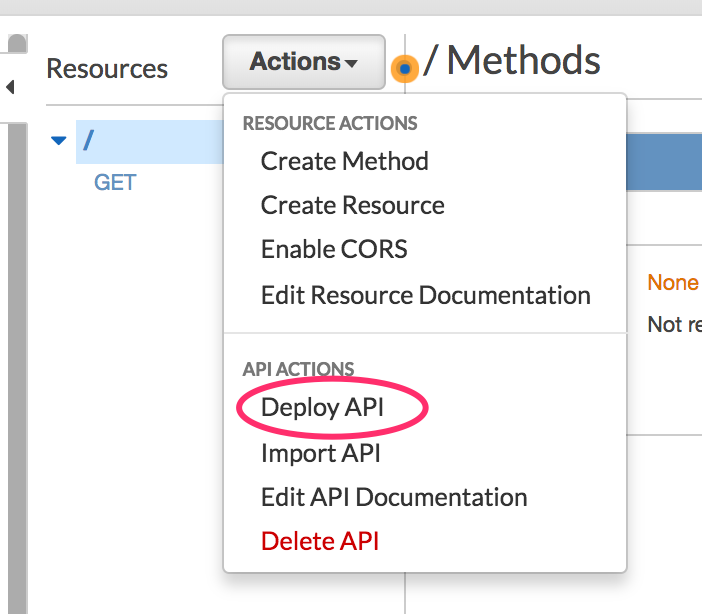 Resources
Actions
/ Methods
/
GET
RESOURCE ACTIONS
Create Method
Create Resource
Enable CORS
Edit Resource Documentation
None
Not
API ACTIONS
Deploy API
Import API
Edit API Documentation
Delete API